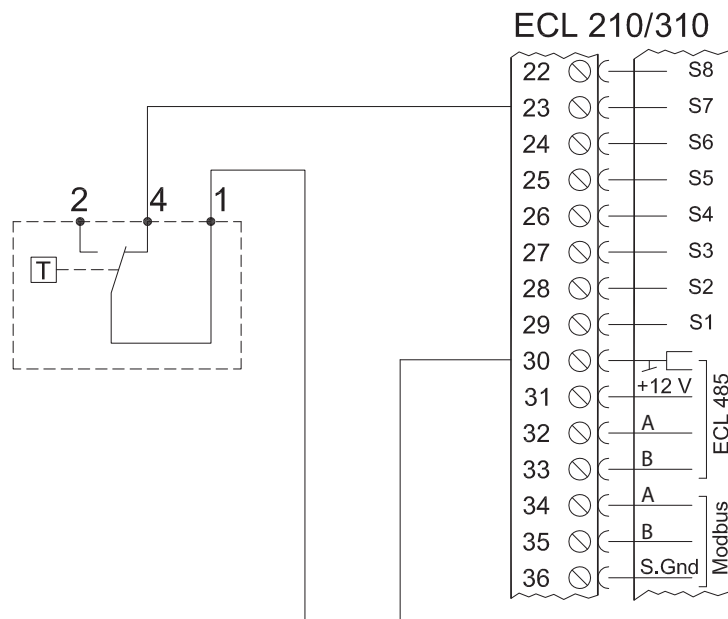 ECL 210/310
22 S8
23 S7
24 S6
25 S5
26 S4
27 S3
28 S2
29 S1
30
31 +12 V
32 A
33 B
34 A
35 B
36 S.Gnd
ECL 485
Modbus
2 4 1
T